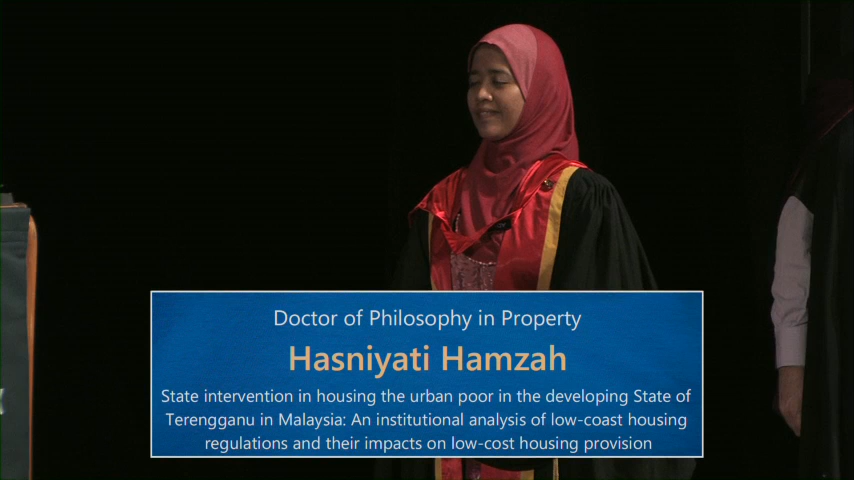 Doctor of Philosophy in Property
Hasniyati Hamzah
State intervention in housing the urban poor in the developing State of
Terengganu in Malaysia: An institutional analysis of low-coast housing
regulations and their impacts on low-cost housing provision